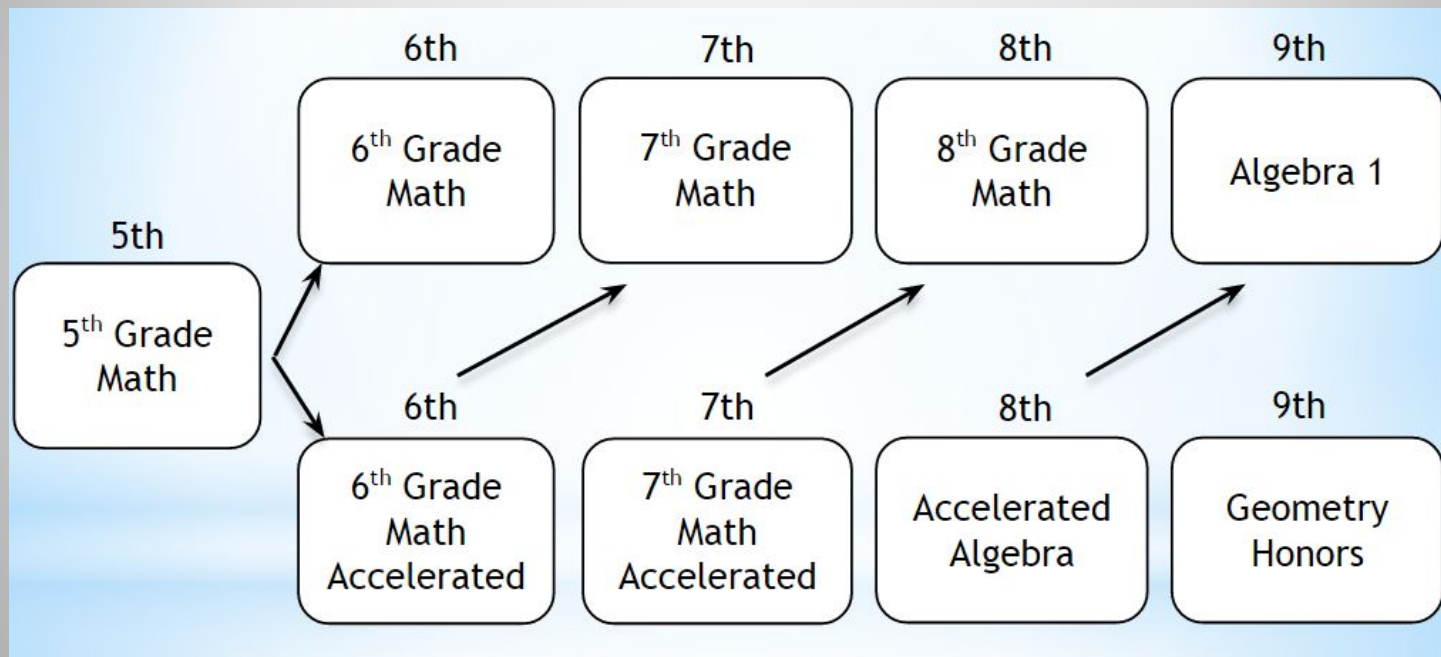 6th
7th
8th
9th
6th Grade
Math
7th Grade
Math
8th Grade
Math
Algebra 1
5th
5th Grade
Math
6th
7th
8th
9th
6th Grade
Math
Accelerated
7th Grade
Math
Accelerated
Accelerated
Algebra
Geometry
Honors